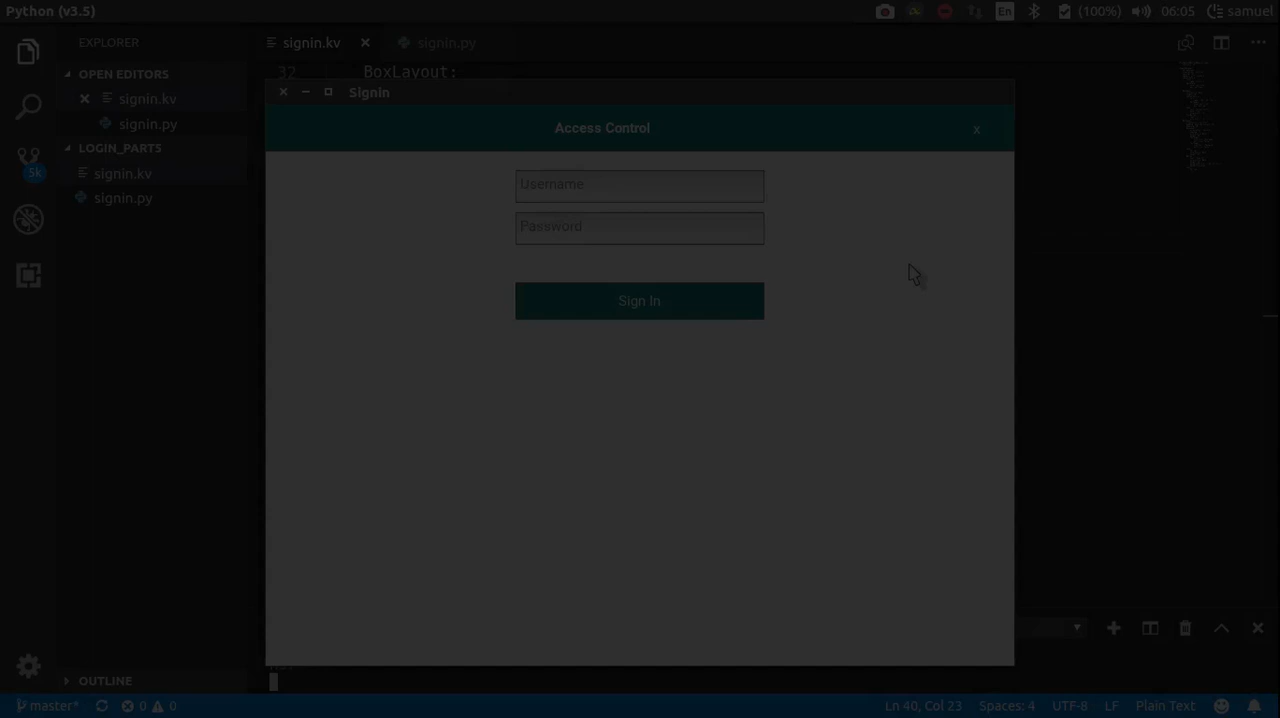 Python (v3.5)
En
(100%)
06:05
samuel
EXPLORER
signin.kv
signin.py
OPEN EDITORS
signin.kv
signin.py
LOGIN_PARTS
5k
signin.kv
signin.py
OUTLINE
32
BoxLayout:
Signin
Access Control
x
Username
Password
Sign In
master*
0
0
Ln 40, Col 23
Spaces: 4
UTF-8
LF
Plain Text